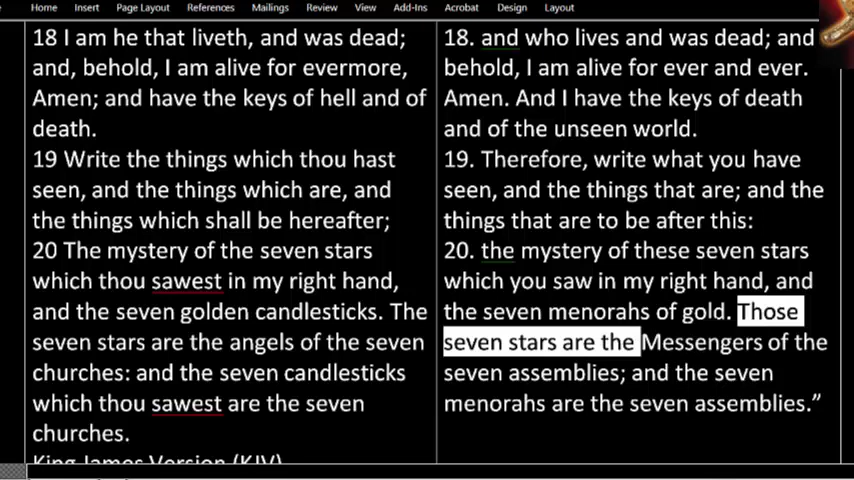 Home Insert Page Layout References Mailings Review View Add-Ins Acrobat Design Layout
18 I am he that liveth, and was dead;
and, behold, I am alive for evermore,
Amen; and have the keys of hell and of
death.
19 Write the things which thou hast
seen, and the things which are, and
the things which shall be hereafter;
20 The mystery of the seven stars
which thou sawest in my right hand,
and the seven golden candlesticks. The
seven stars are the angels of the seven
churches: and the seven candlesticks
which thou sawest are the seven
churches.
King James Version (KJV)
18. and who lives and was dead; and
behold, I am alive for ever and ever.
Amen. And I have the keys of death
and of the unseen world.
19. Therefore, write what you have
seen, and the things that are; and the
things that are to be after this:
20. the mystery of these seven stars
which you saw in my right hand, and
the seven menorahs of gold. Those
seven stars are the Messengers of the
seven assemblies; and the seven
menorahs are the seven assemblies.”